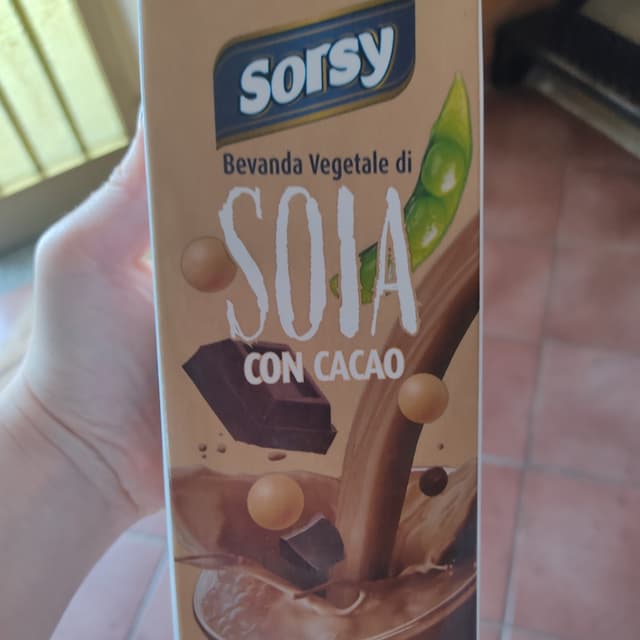 sorsy
Bevanda Vegetale di
SOIA
CON CACAO